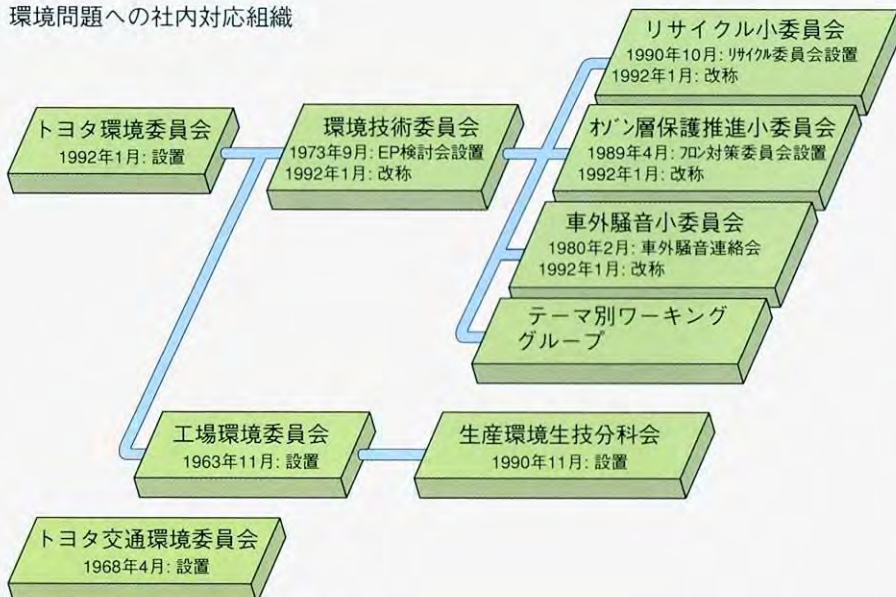 環境問題への社内対応組織
トヨタ環境委員会
1992年1月: 設置
環境技術委員会
1973年9月: EP検討会設置
1992年1月: 改称
リサイクル小委員会
1990年10月: ﾘｻｲｸﾙ委員会設置
1992年1月: 改称
ｵｿﾞﾝ層保護推進小委員会
1989年4月: ﾌﾛﾝ対策委員会設置
1992年1月: 改称
車外騒音小委員会
1980年2月: 車外騒音連絡会
1992年1月: 改称
テーマ別ワーキング
グループ
工場環境委員会
1963年11月: 設置
生産環境生技分科会
1990年11月: 設置
トヨタ交通環境委員会
1968年4月: 設置